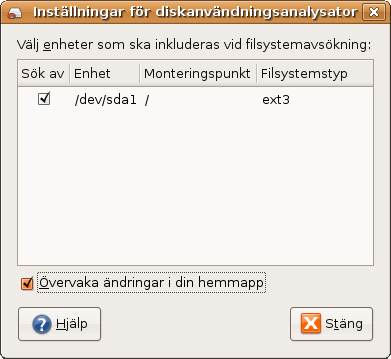 Inställningar för diskanvändningsanalysator
Välj enheter som ska inkluderas vid filsystemavsökning:
Sök av Enhet Monteringspunkt Filsystemstyp
/dev/sda1 / ext3
Övervaka ändringar i din hemmapp
Hjälp Stäng